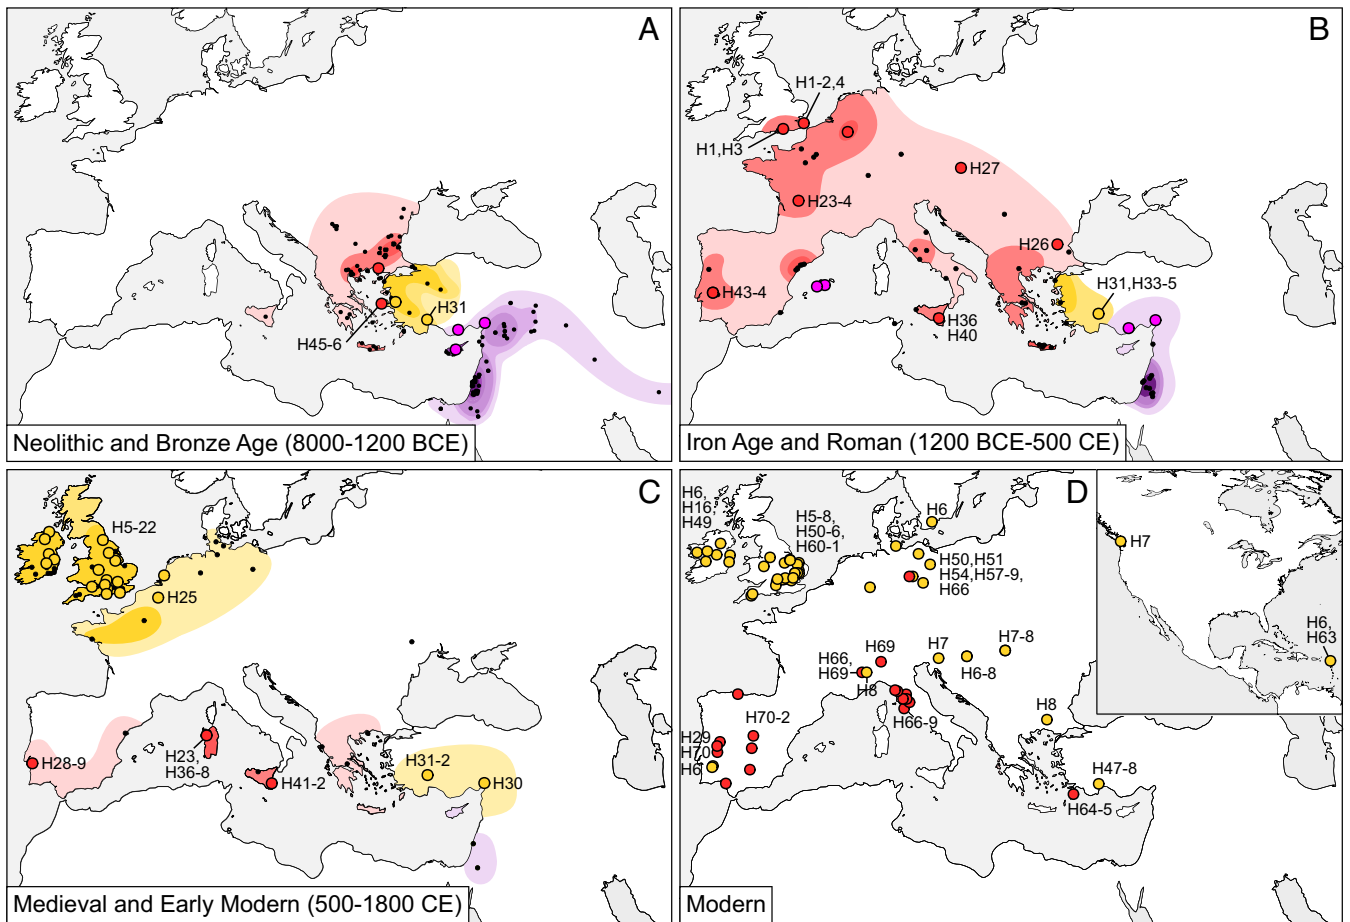 A
H31
H45-6
Neolithic and Bronze Age (8000-1200 BCE)
B
H1-2,4
H1,H3
H27
H23-4
H26
H31,H33-5
H43-4
H36
H40
Iron Age and Roman (1200 BCE-500 CE)
C
H5-22
H25
H28-9
H23,
H36-8
H41-2
H31-2
H30
Medieval and Early Modern (500-1800 CE)
D
H6,
H16,
H49
H5-8,
H50-6,
H60-1
H6
H50,H51
H54,H57-9,
H66
H7
H6,
H63
H69
H66,
H69
H8
H7
H6-8
H7-8
H66-9
H8
H70-2
H29
H70
H6
H47-8
H64-5
Modern